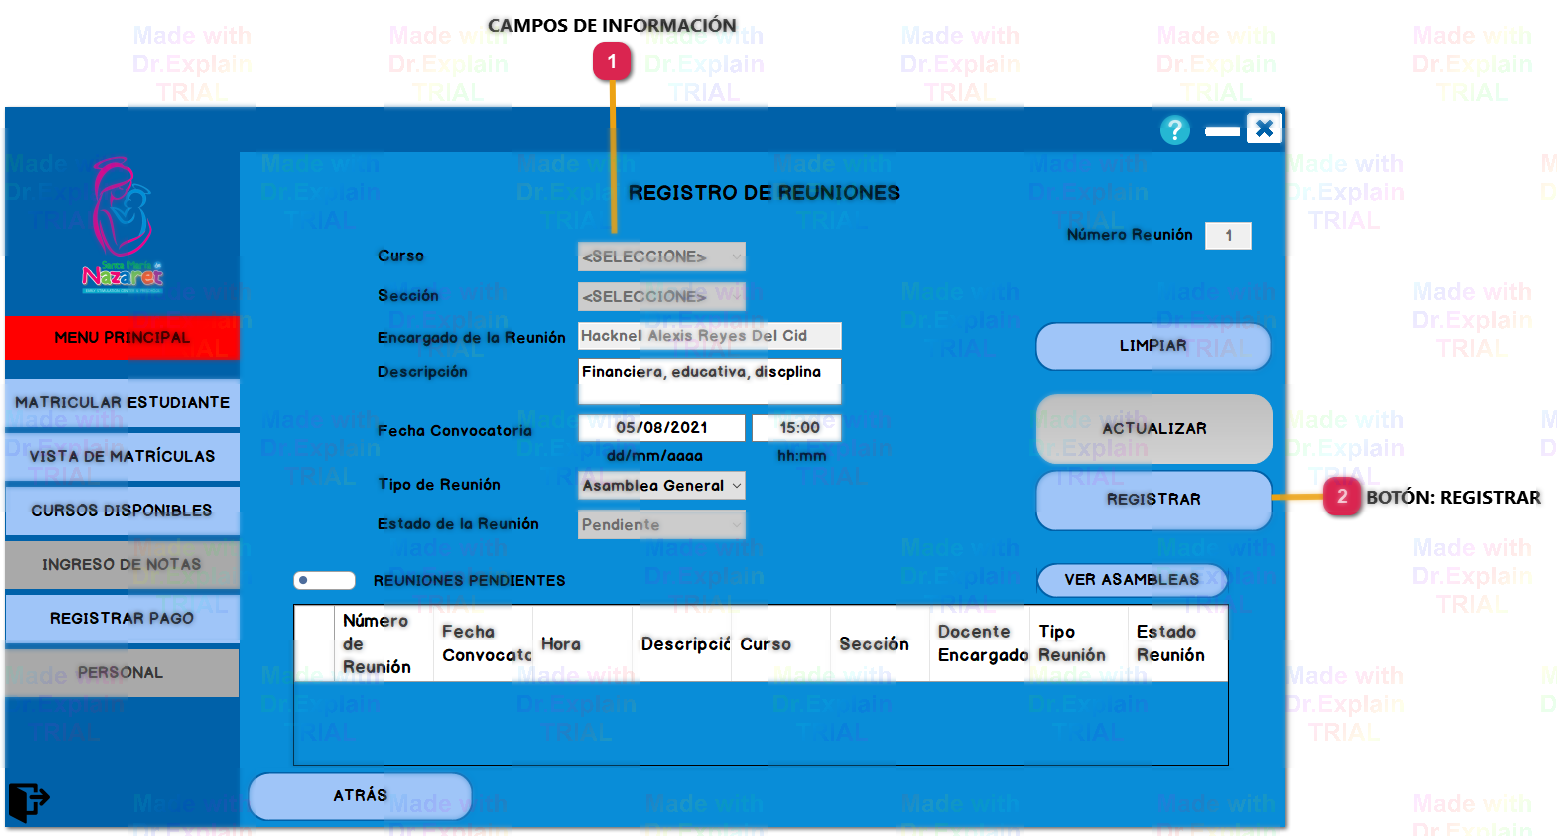 CAMPOS DE INFORMACIÓN
1
?
REGISTRO DE REUNIONES
Número Reunión 1
Santa María de
Nazaret
Curso <SELECCIONE>
Sección <SELECCIONE>
Encargado de la Reunión Hacknel Alexis Reyes Del Cid
Descripción Financiera, educativa, discplina
Fecha Convocatoria 05/08/2021 15:00
dd/mm/aaaa hh:mm
Tipo de Reunión Asamblea General
Estado de la Reunión Pendiente
LIMPIAR
ACTUALIZAR
REGISTRAR
2 BOTÓN: REGISTRAR
MENU PRINCIPAL
MATRICULAR ESTUDIANTE
VISTA DE MATRÍCULAS
CURSOS DISPONIBLES
INGRESO DE NOTAS
REGISTRAR PAGO
PERSONAL
REUNIONES PENDIENTES
VER ASAMBLEAS
Número de Reunión
Fecha Convocato
Hora
Descripció
Curso
Sección
Docente Encargado
Tipo Reunión
Estado Reunión
ATRÁS
Made with
Dr.Explain
TRIAL